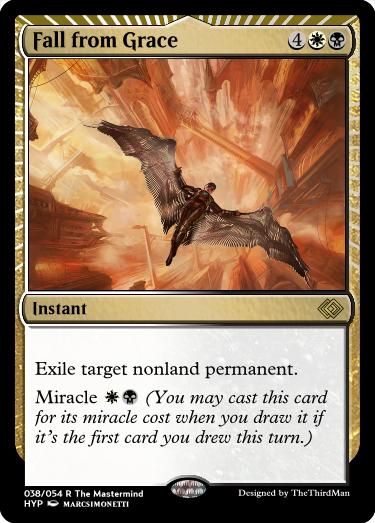 Fall from Grace 4
Instant
Exile target nonland permanent.
Miracle (You may cast this card
for its miracle cost when you draw it if
it's the first card you drew this turn.)
038/054 R The Mastermind
HYP MARCSIMONETTI
Designed by TheThirdMan